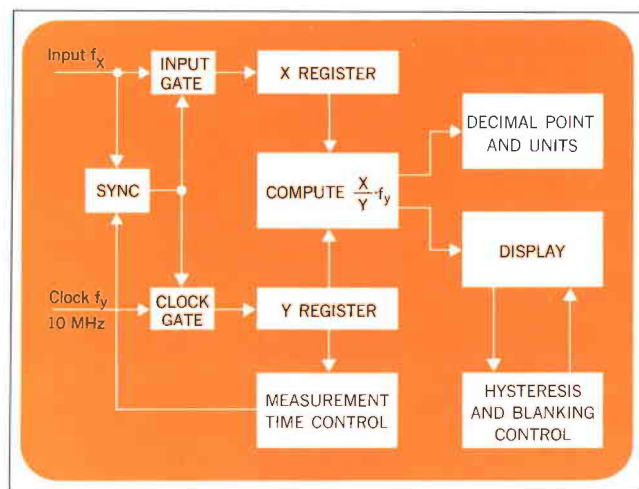 Input fx
INPUT
GATE
X REGISTER
DECIMAL POINT
AND UNITS
SYNC
COMPUTE X/Y·fy
DISPLAY
Clock fy
10 MHz
CLOCK
GATE
Y REGISTER
MEASUREMENT
TIME CONTROL
HYSTERESIS
AND BLANKING
CONTROL